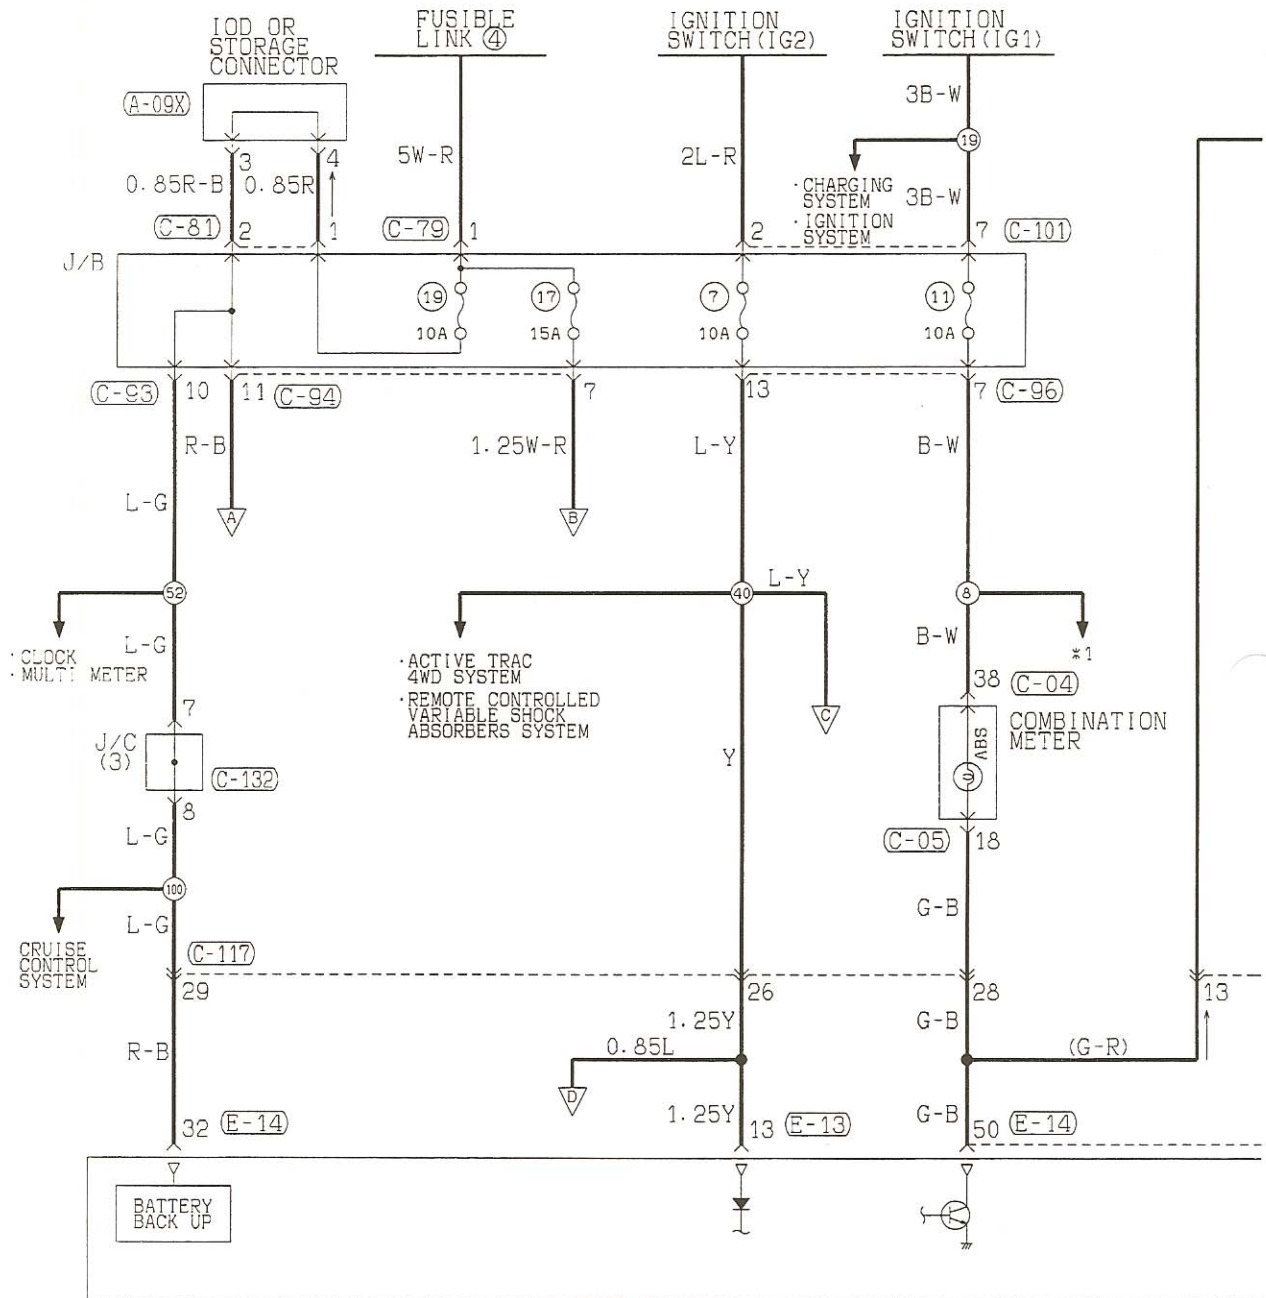 IOD OR
STORAGE
CONNECTOR
FUSIBLE
LINK ④
IGNITION
SWITCH(IG2)
IGNITION
SWITCH(IG1)
A-09X
3B-W
19
3
4
5W-R
2L-R
0.85R-B
0.85R
·CHARGING
SYSTEM
·IGNITION
SYSTEM
3B-W
C-81
2
1
C-79
1
2
7
C-101
J/B
19
10A
17
15A
7
10A
11
10A
C-93
10
11
C-94
7
13
7
C-96
R-B
1.25W-R
L-Y
B-W
L-G
A
B
52
L-Y
40
8
L-G
B-W
·CLOCK
·MULTI METER
·ACTIVE TRAC
4WD SYSTEM
·REMOTE CONTROLLED
VARIABLE SHOCK
ABSORBERS SYSTEM
*1
38
C-04
7
C
J/C
(3)
C-132
Y
ABS
COMBINATION
METER
8
L-G
C-05
18
100
L-G
G-B
CRUISE
CONTROL
SYSTEM
C-117
29
26
28
13
R-B
1.25Y
G-B
0.85L
(G-R)
D
1.25Y
G-B
32
E-14
13
E-13
50
E-14
BATTERY
BACK UP